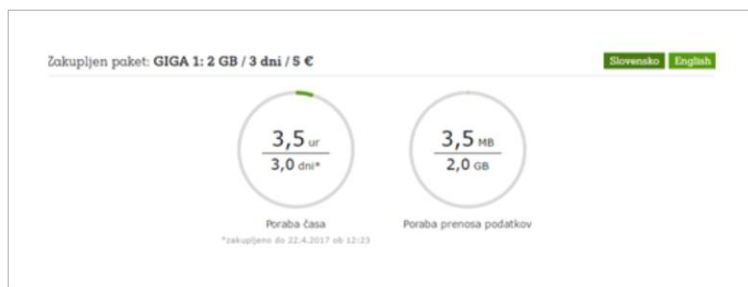 Zakupljen paket: GIGA 1: 2 GB / 3 dni / 5 €
Slovensko English
3,5 ur
3,0 dni*
Poraba časa
*zakupljeno do 22.4.2017 ob 12:23
3,5 MB
2,0 GB
Poraba prenosa podatkov